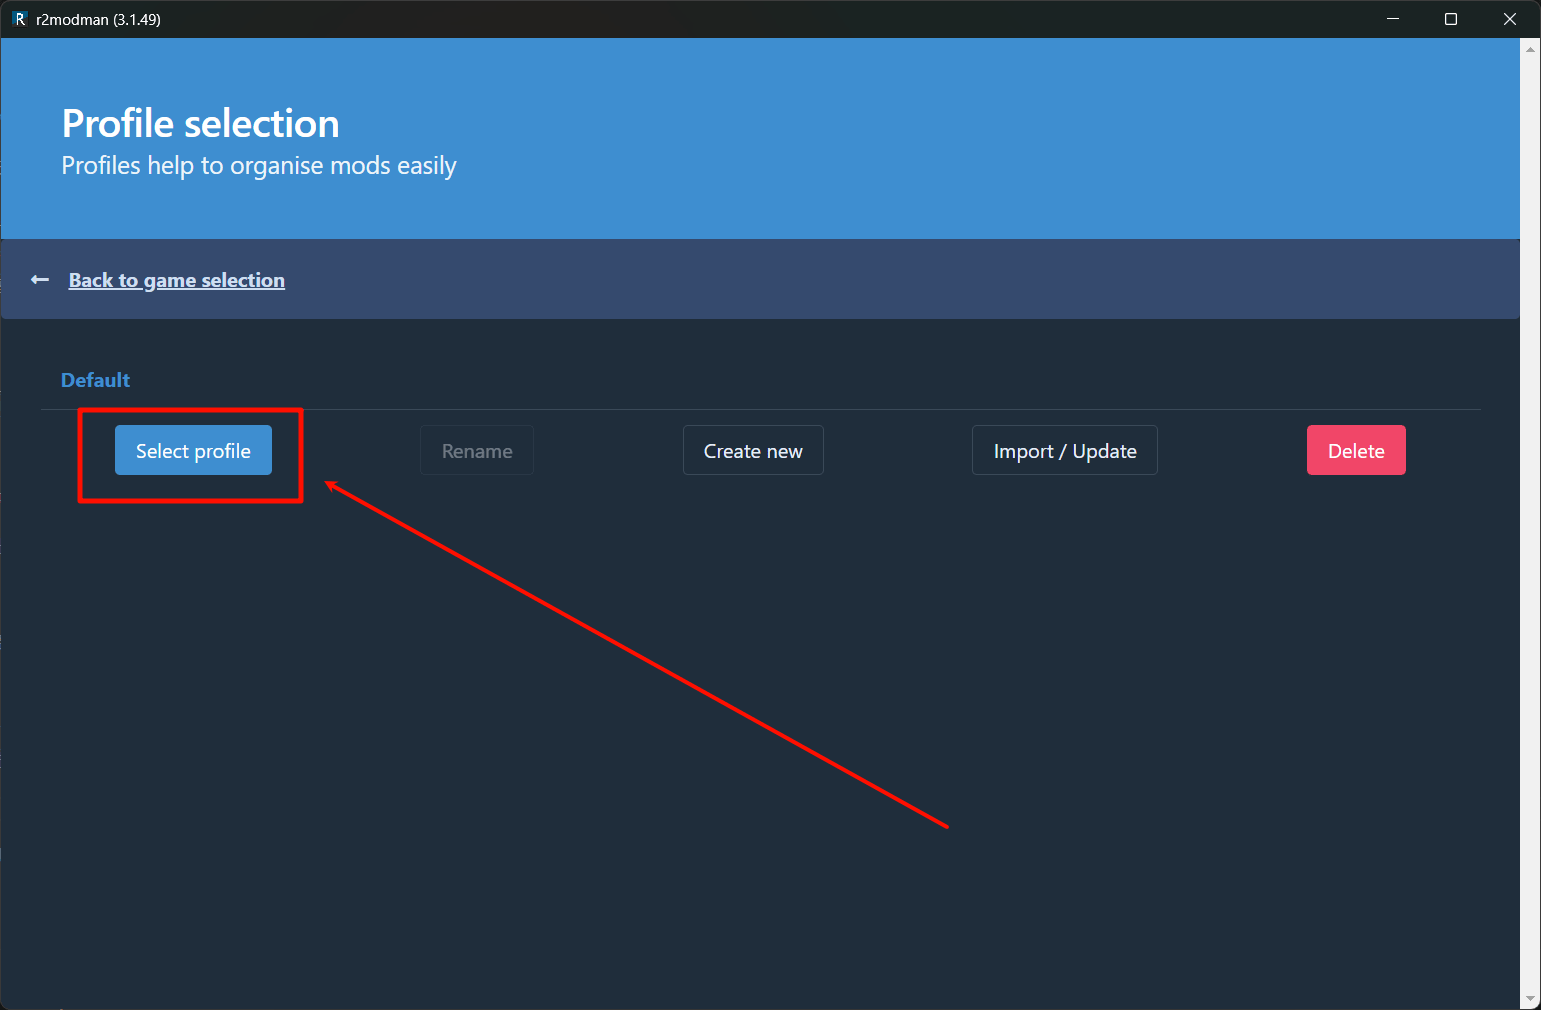 R r2modman (3.1.49)
Profile selection
Profiles help to organise mods easily
Back to game selection
Default
Select profile
Rename
Create new
Import / Update
Delete